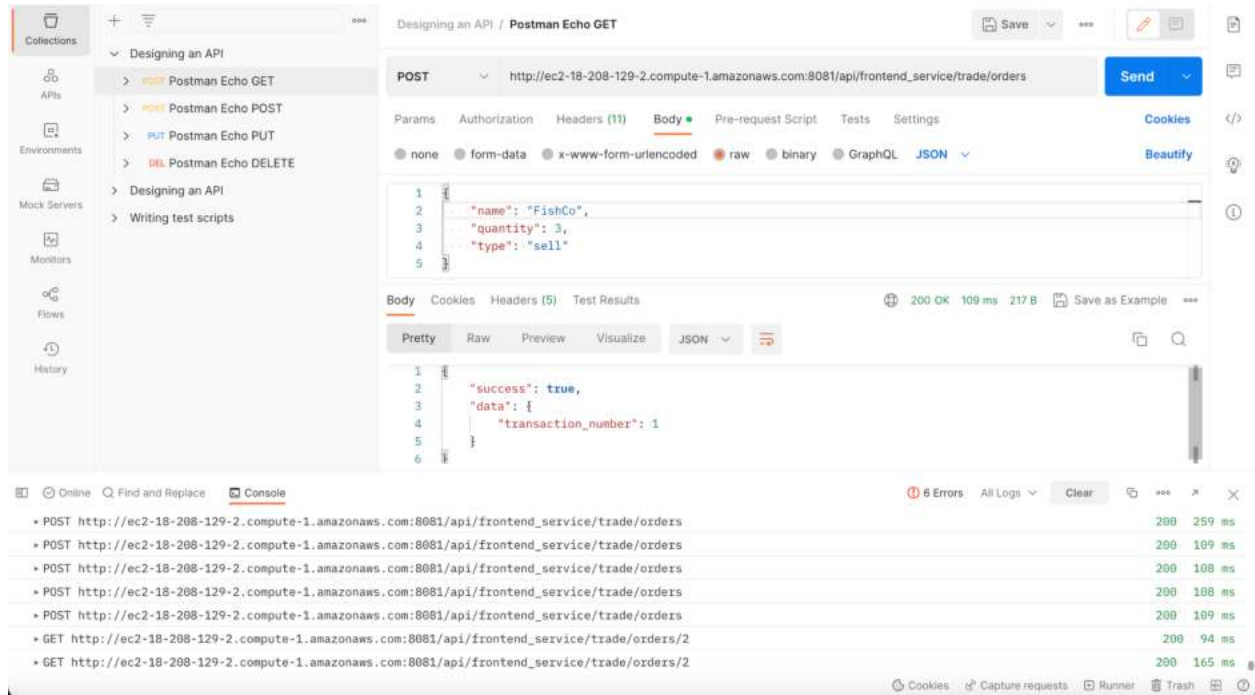 Collections
APIs
Environments
Mock Servers
Monitors
Flows
History
Designing an API
POST Postman Echo GET
POST Postman Echo POST
PUT Postman Echo PUT
DEL Postman Echo DELETE
Designing an API
Writing test scripts
Designing an API / Postman Echo GET
Save
POST http://ec2-18-208-129-2.compute-1.amazonaws.com:8081/api/frontend_service/trade/orders Send
Params Authorization Headers (11) Body Pre-request Script Tests Settings Cookies
none form-data x-www-form-urlencoded raw binary GraphQL JSON Beautify
1 {
2 "name": "FishCo",
3 "quantity": 3,
4 "type": "sell"
5 }
Body Cookies Headers (5) Test Results 200 OK 109 ms 217 B Save as Example
Pretty Raw Preview Visualize JSON
1 {
2 "success": true,
3 "data": {
4 "transaction_number": 1
5 }
6 }
Online Find and Replace Console 6 Errors All Logs Clear
POST http://ec2-18-208-129-2.compute-1.amazonaws.com:8081/api/frontend_service/trade/orders 200 259 ms
POST http://ec2-18-208-129-2.compute-1.amazonaws.com:8081/api/frontend_service/trade/orders 200 109 ms
POST http://ec2-18-208-129-2.compute-1.amazonaws.com:8081/api/frontend_service/trade/orders 200 108 ms
POST http://ec2-18-208-129-2.compute-1.amazonaws.com:8081/api/frontend_service/trade/orders 200 108 ms
POST http://ec2-18-208-129-2.compute-1.amazonaws.com:8081/api/frontend_service/trade/orders 200 109 ms
GET http://ec2-18-208-129-2.compute-1.amazonaws.com:8081/api/frontend_service/trade/orders/2 200 94 ms
GET http://ec2-18-208-129-2.compute-1.amazonaws.com:8081/api/frontend_service/trade/orders/2 200 165 ms
Cookies Capture requests Runner Trash